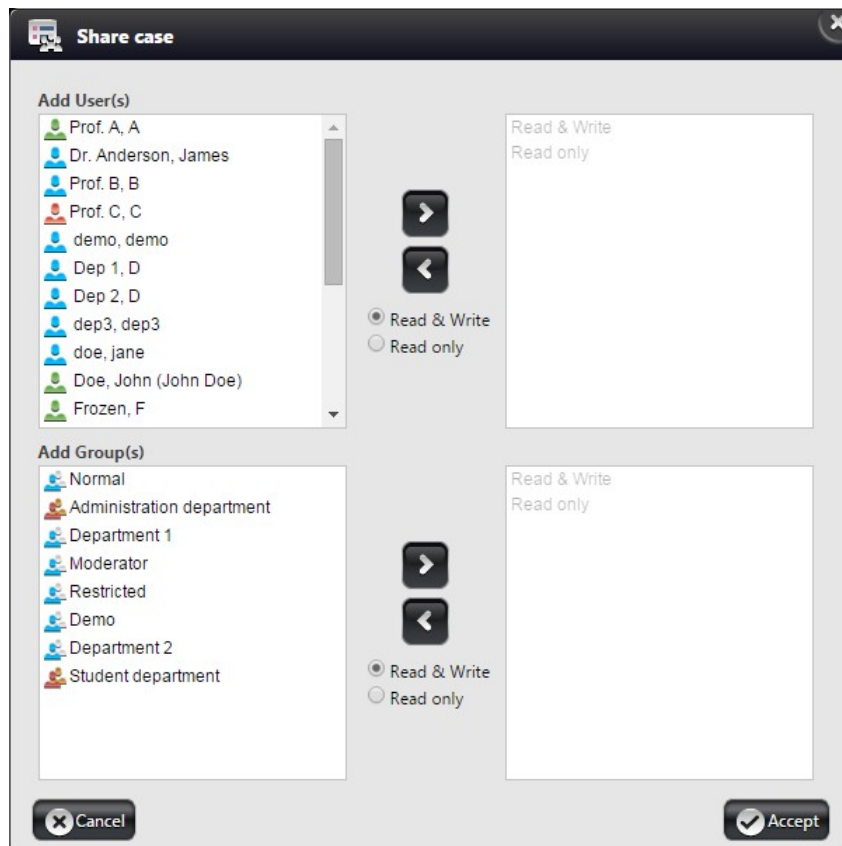 Share case
Add User(s)
Prof. A, A
Dr. Anderson, James
Prof. B, B
Prof. C, C
demo, demo
Dep 1, D
Dep 2, D
dep3, dep3
doe, jane
Doe, John (John Doe)
Frozen, F
Read & Write
Read only
Read & Write
Read only
Add Group(s)
Normal
Administration department
Department 1
Moderator
Restricted
Demo
Department 2
Student department
Read & Write
Read only
Read & Write
Read only
Cancel
Accept